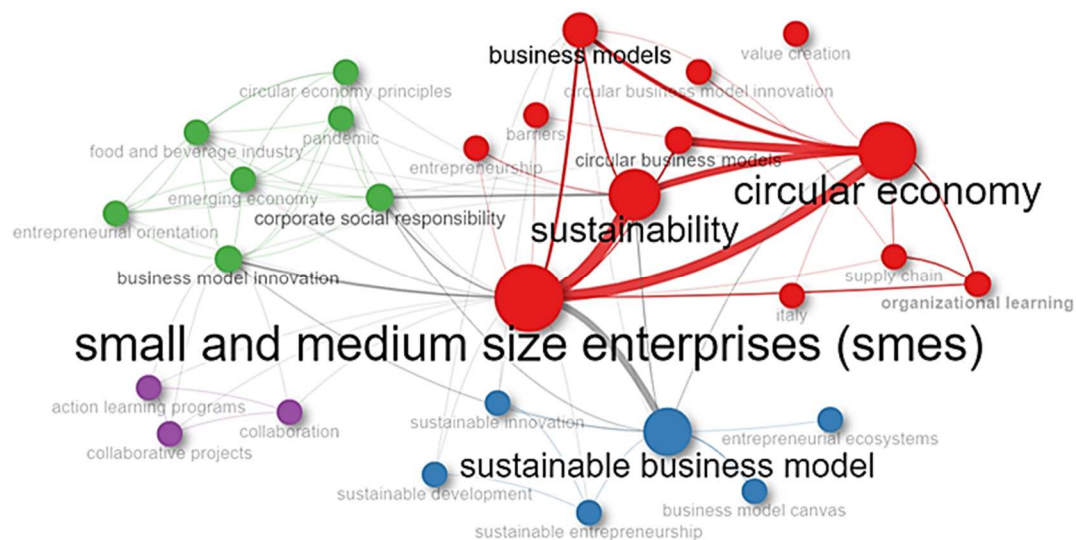 business models
value creation
circular economy principles
circular business model innovation
pandemic
barriers
food and beverage industry
circular business models
entrepreneurship
circular economy
emerging economy
corporate social responsibility
entrepreneurial orientation
sustainability
business model innovation
supply chain
organizational learning
italy
small and medium size enterprises (smes)
action learning programs
sustainable innovation
collaboration
entrepreneurial ecosystems
collaborative projects
sustainable business model
sustainable development
business model canvas
sustainable entrepreneurship